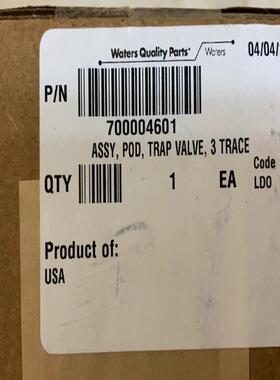 Waters Quality Parts™ Waters 04/04/
P/N
700004601
ASSY, POD, TRAP VALVE, 3 TRACE
Code
QTY 1 EA LDO
Product of:
USA